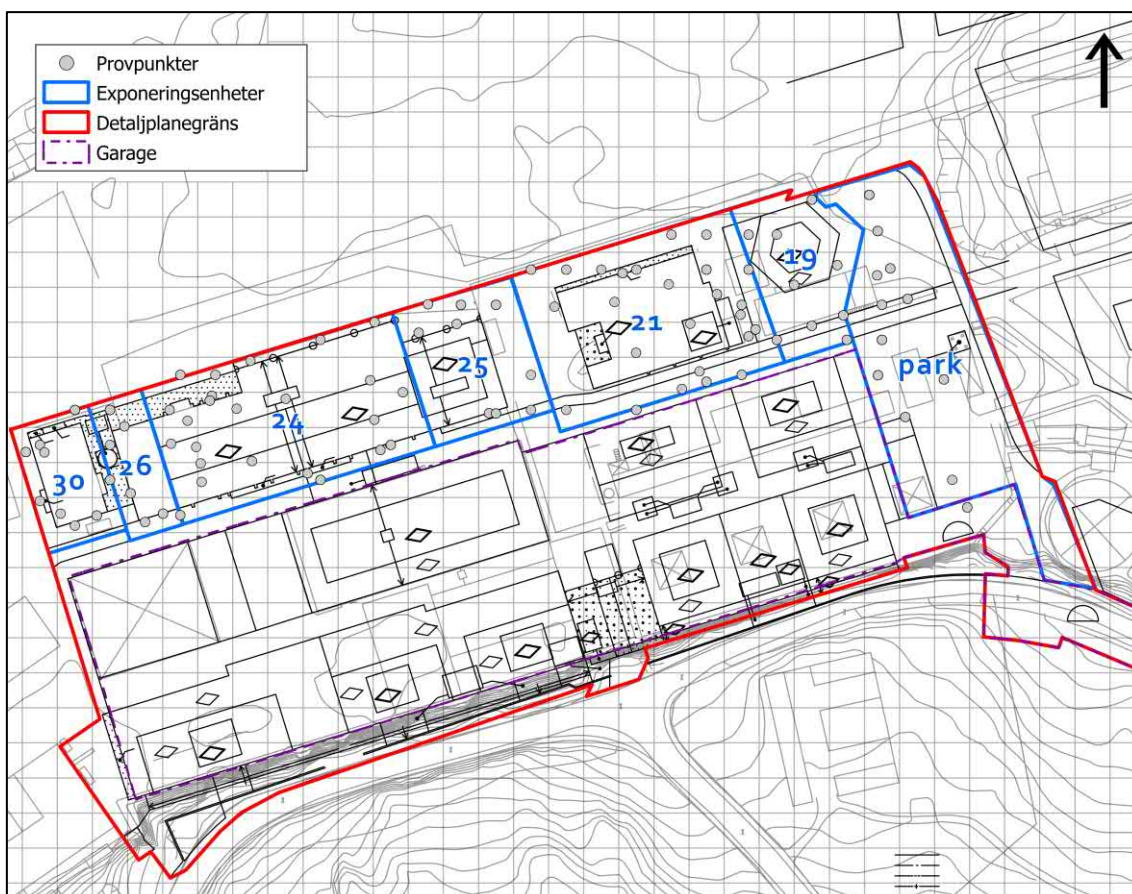 Provpunkter
Exponeringsenheter
Detaljplanegräns
Garage
19
21
park
25
24
26
30